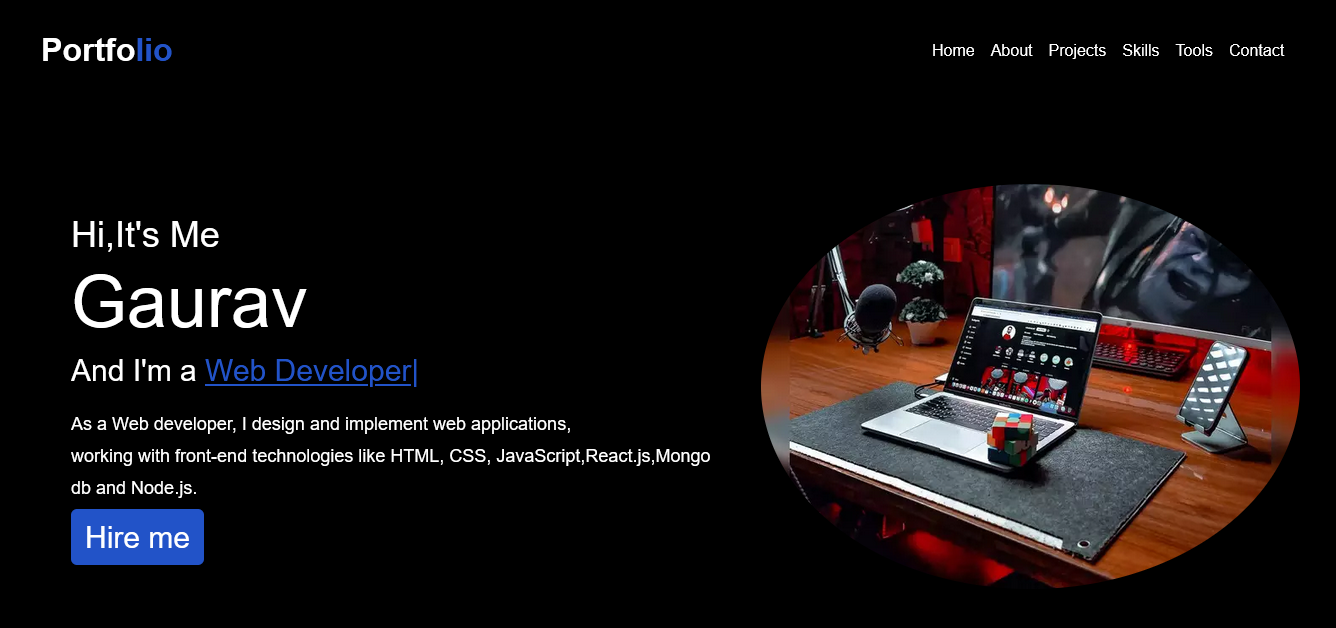 Portfolio
Home About Projects Skills Tools Contact
Hi,It's Me
Gaurav
And I'm a Web Developer|
As a Web developer, I design and implement web applications,
working with front-end technologies like HTML, CSS, JavaScript,React.js,Mongo
db and Node.js.
Hire me